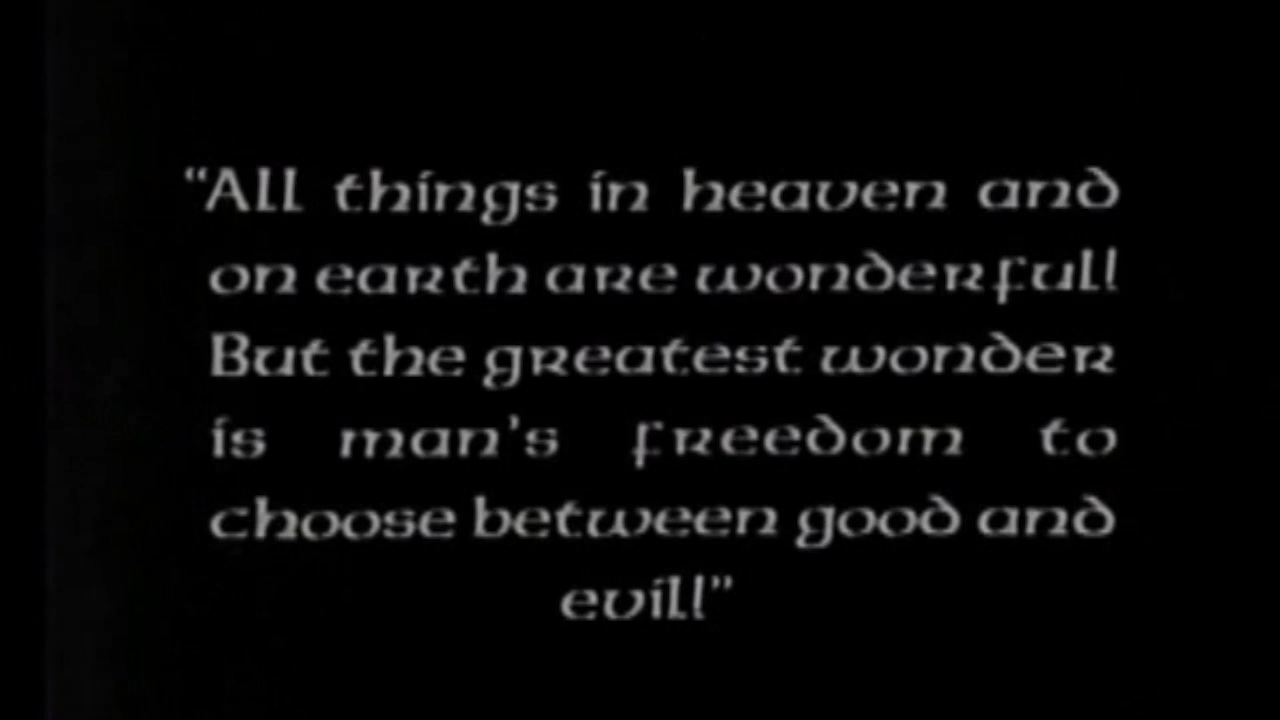 “All things in heaven and
on earth are wonderful!
But the greatest wonder
is man's freedom to
choose between good and
evil!”